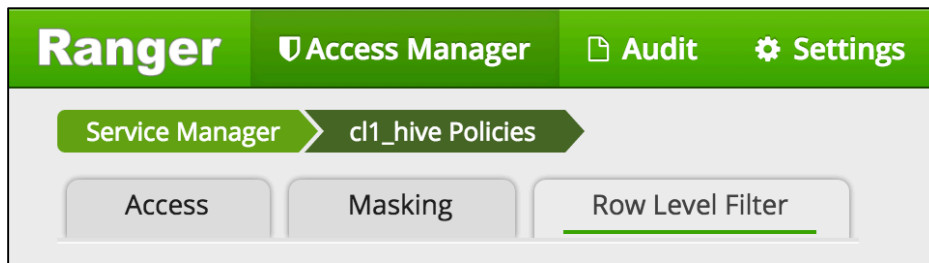 Ranger Access Manager Audit Settings
Service Manager cl1_hive Policies
Access Masking Row Level Filter